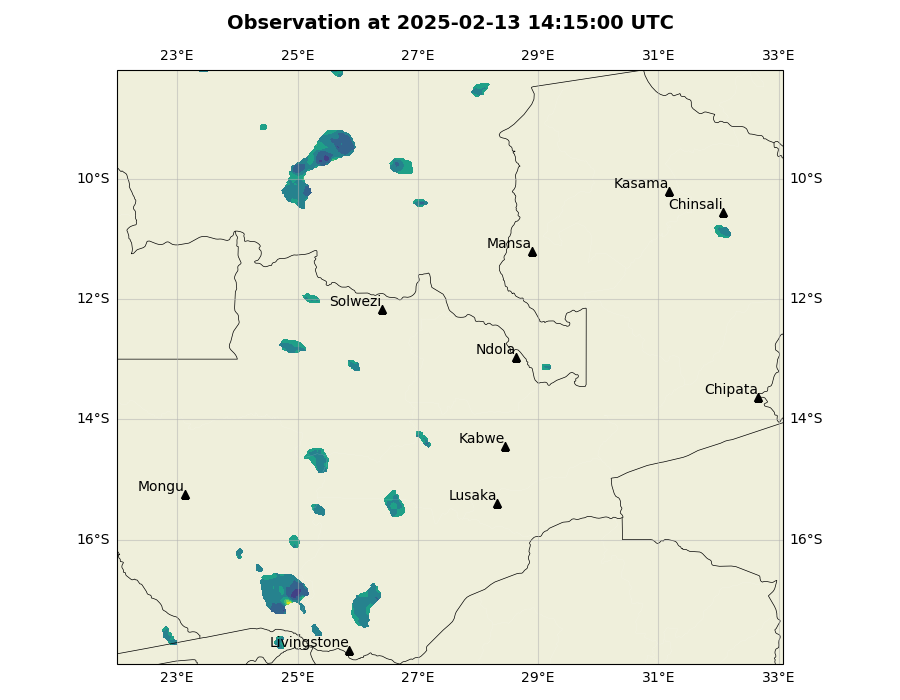 Observation at 2025-02-13 14:15:00 UTC
23°E 25°E 27°E 29°E 31°E 33°E
10°S 10°S
Kasama
Chinsali
Mansa
12°S 12°S
Solwezi
Ndola
Chipata
14°S 14°S
Kabwe
Mongu
Lusaka
16°S 16°S
Livingstone
23°E 25°E 27°E 29°E 31°E 33°E